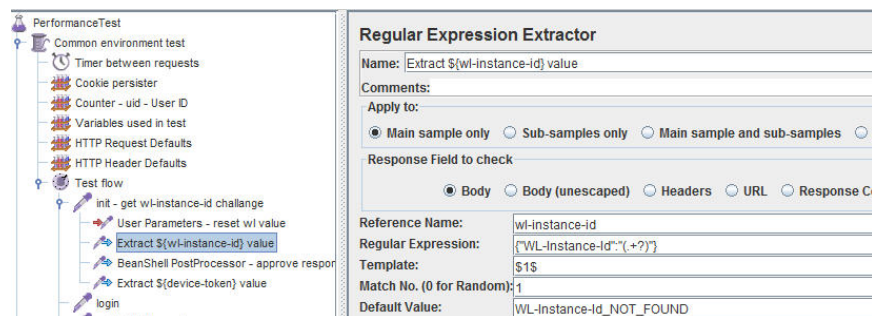 PerformanceTest
Common environment test
Timer between requests
Cookie persister
Counter - uid - User ID
Variables used in test
HTTP Request Defaults
HTTP Header Defaults
Test flow
init - get wl-instance-id challange
User Parameters - reset wl value
Extract ${wl-instance-id} value
BeanShell PostProcessor - approve respor
Extract ${device-token} value
login
Regular Expression Extractor
Name: Extract ${wl-instance-id} value
Comments:
Apply to:
Main sample only Sub-samples only Main sample and sub-samples
Response Field to check
Body Body (unescaped) Headers URL Response Co
Reference Name: wl-instance-id
Regular Expression: {"WL-Instance-Id":"(.+?)"}
Template: $1$
Match No. (0 for Random): 1
Default Value: WL-Instance-Id_NOT_FOUND